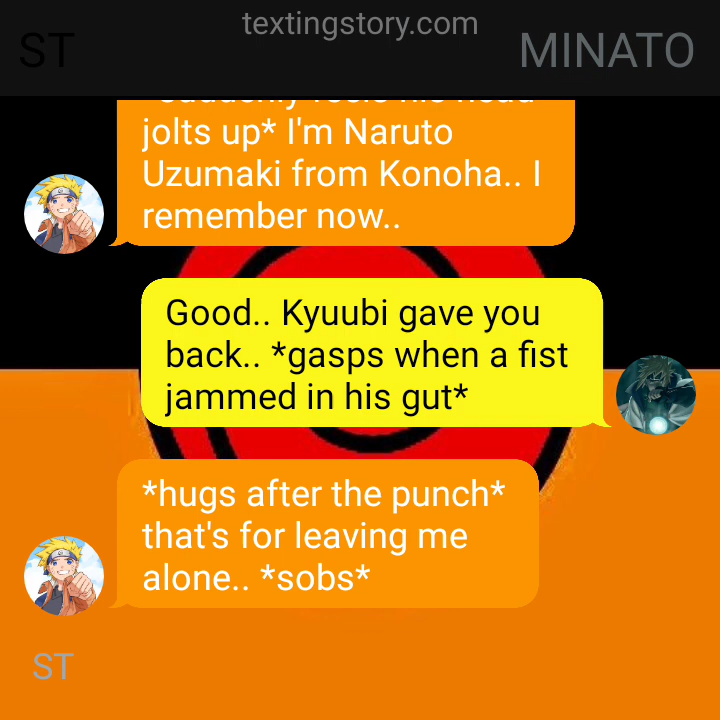 textingstory.com
ST
MINATO
jolts up* I'm Naruto
Uzumaki from Konoha.. I
remember now..
Good.. Kyuubi gave you
back.. *gasps when a fist
jammed in his gut*
*hugs after the punch*
that's for leaving me
alone.. *sobs*
ST